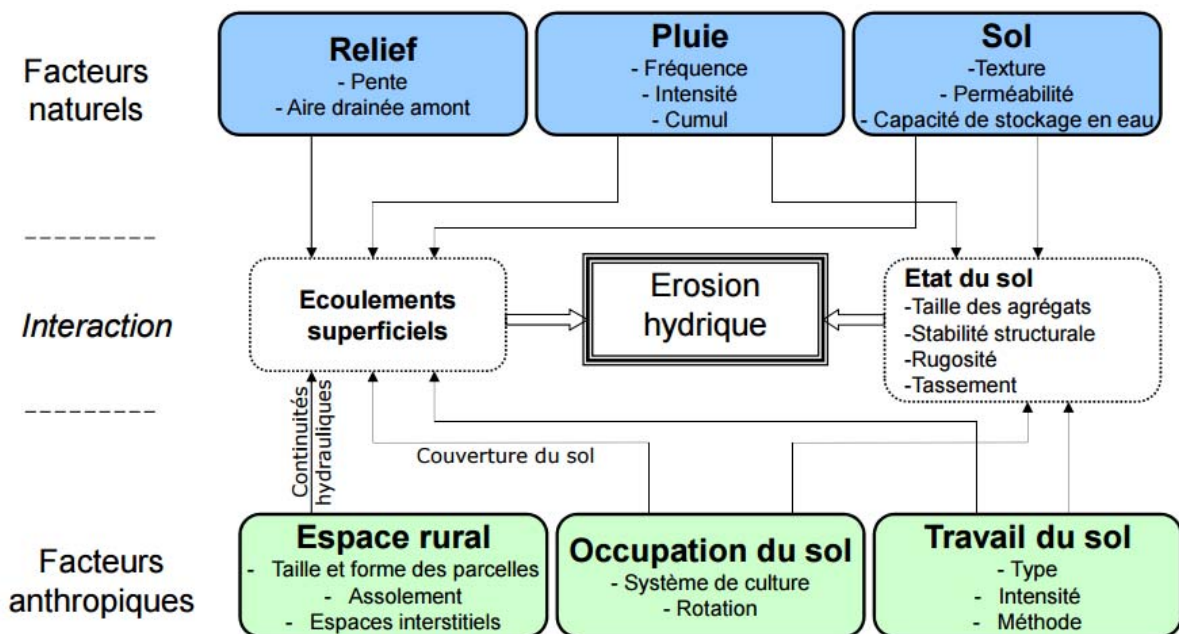 Facteurs
naturels
Relief
- Pente
- Aire drainée amont
Pluie
- Fréquence
- Intensité
- Cumul
Sol
-Texture
- Perméabilité
- Capacité de stockage en eau
Interaction
Ecoulements
superficiels
Erosion
hydrique
Etat du sol
-Taille des agrégats
-Stabilité structurale
-Rugosité
-Tassement
Continuités
hydrauliques
Couverture du sol
Facteurs
anthropiques
Espace rural
- Taille et forme des parcelles
- Assolement
- Espaces interstitiels
Occupation du sol
- Système de culture
- Rotation
Travail du sol
- Type
- Intensité
- Méthode